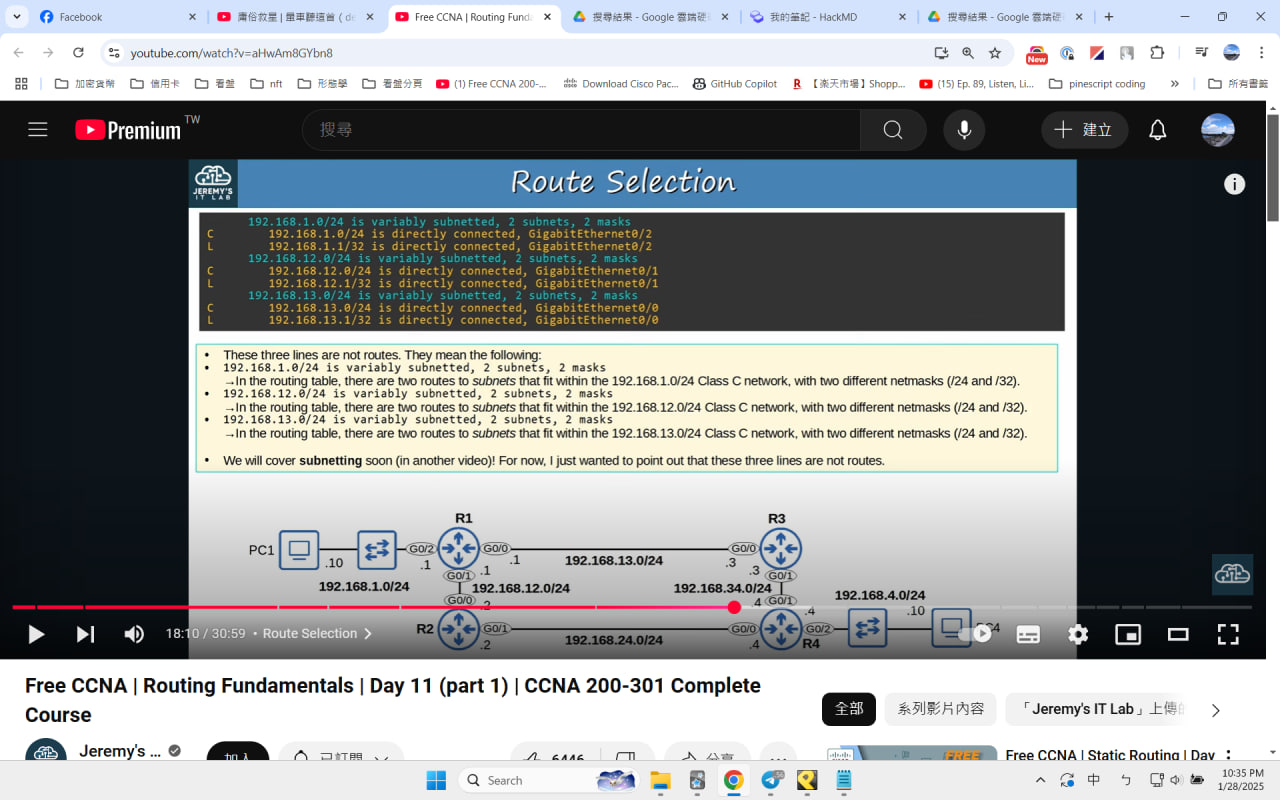 Facebook
庸俗救星 | 單車聽這首 ( de
Free CCNA | Routing Funda
搜尋結果 - Google 雲端硬
我的筆記 - HackMD
搜尋結果 - Google 雲端硬
youtube.com/watch?v=aHwAm8GYbn8
New
加密貨幣
信用卡
看盤
nft
形態學
看盤分頁
(1) Free CCNA 200-...
Download Cisco Pac...
GitHub Copilot
R 【楽天市場】Shopp...
(15) Ep. 89, Listen, Li...
pinescript coding
»
所有書籤
Premium TW
搜尋
建立
JEREMY'S
IT LAB
Route Selection
192.168.1.0/24 is variably subnetted, 2 subnets, 2 masks
C 192.168.1.0/24 is directly connected, GigabitEthernet0/2
L 192.168.1.1/32 is directly connected, GigabitEthernet0/2
192.168.12.0/24 is variably subnetted, 2 subnets, 2 masks
C 192.168.12.0/24 is directly connected, GigabitEthernet0/1
L 192.168.12.1/32 is directly connected, GigabitEthernet0/1
192.168.13.0/24 is variably subnetted, 2 subnets, 2 masks
C 192.168.13.0/24 is directly connected, GigabitEthernet0/0
L 192.168.13.1/32 is directly connected, GigabitEthernet0/0
• These three lines are not routes. They mean the following:
• 192.168.1.0/24 is variably subnetted, 2 subnets, 2 masks
→In the routing table, there are two routes to subnets that fit within the 192.168.1.0/24 Class C network, with two different netmasks (/24 and /32).
• 192.168.12.0/24 is variably subnetted, 2 subnets, 2 masks
→In the routing table, there are two routes to subnets that fit within the 192.168.12.0/24 Class C network, with two different netmasks (/24 and /32).
• 192.168.13.0/24 is variably subnetted, 2 subnets, 2 masks
→In the routing table, there are two routes to subnets that fit within the 192.168.13.0/24 Class C network, with two different netmasks (/24 and /32).
• We will cover subnetting soon (in another video)! For now, I just wanted to point out that these three lines are not routes.
R1
R3
PC1
.10
G0/2
.1
G0/0
.1
192.168.13.0/24
G0/0
.3
192.168.1.0/24
G0/1
.1
192.168.12.0/24
192.168.34.0/24
.3
G0/1
G0/0
.2
.4
G0/1
.4
192.168.4.0/24
.10
R2
G0/1
.2
192.168.24.0/24
G0/0
.4
G0/2
R4
PC4
18:10 / 30:59 • Route Selection
Free CCNA | Routing Fundamentals | Day 11 (part 1) | CCNA 200-301 Complete
Course
全部
系列影片內容
「Jeremy's IT Lab」上傳的
Jeremy's ...
加入
已訂閱
6446
分享
FREE
Free CCNA | Static Routing | Day
Search
中
ㄅ
10:35 PM
1/28/2025